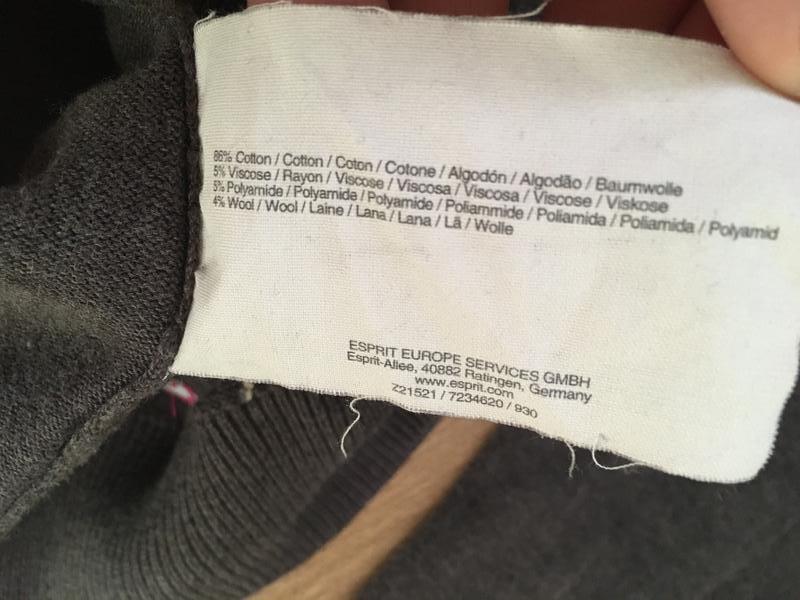 86% Cotton / Cotton / Coton / Cotone / Algodón / Algodão / Baumwolle
5% Viscose / Rayon / Viscose / Viscosa / Viscosa / Viscose / Viskose
5% Polyamide / Polyamide / Polyamide / Poliammide / Poliamida / Poliamida / Polyamid
4% Wool / Wool / Laine / Lana / Lana / Lã / Wolle
ESPRIT EUROPE SERVICES GMBH
Esprit-Allee, 40882 Ratingen, Germany
www.esprit.com
Z21521 / 7234620 / 930